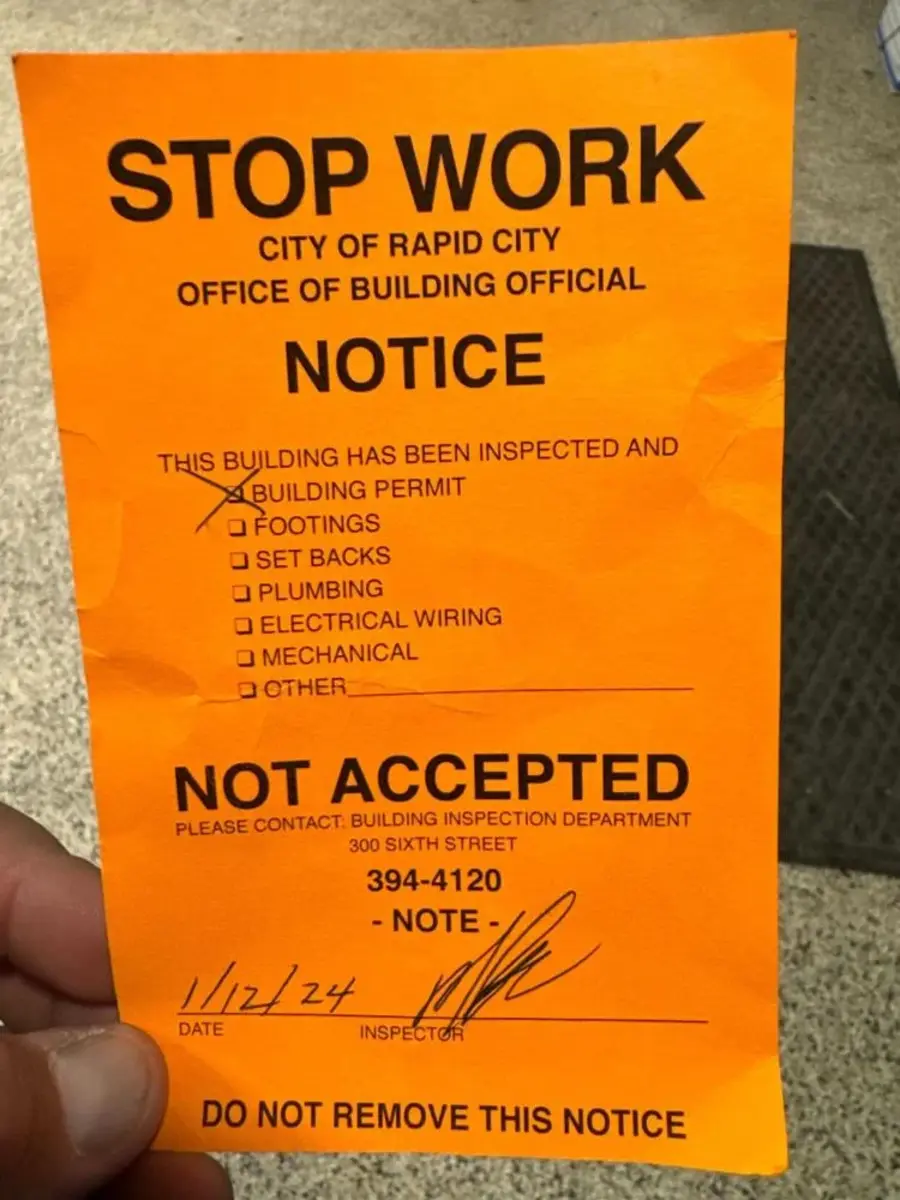 STOP WORK
CITY OF RAPID CITY
OFFICE OF BUILDING OFFICIAL
NOTICE
THIS BUILDING HAS BEEN INSPECTED AND
BUILDING PERMIT
FOOTINGS
SET BACKS
PLUMBING
ELECTRICAL WIRING
MECHANICAL
OTHER
NOT ACCEPTED
PLEASE CONTACT: BUILDING INSPECTION DEPARTMENT
300 SIXTH STREET
394-4120
- NOTE -
1/12/24
DATE INSPECTOR
DO NOT REMOVE THIS NOTICE